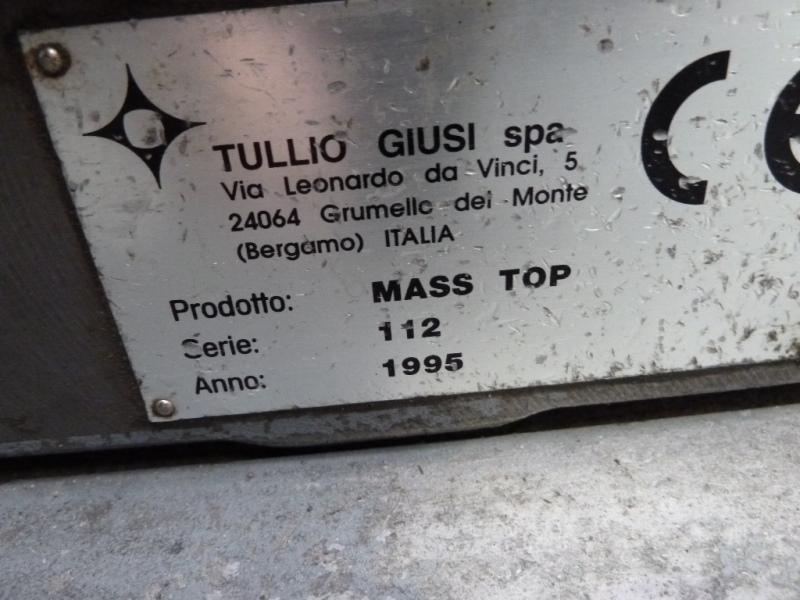 TULLIO GIUSI spa
Via Leonardo da Vinci, 5
24064 Grumello dei Monte
(Bergamo) ITALIA
CE
Prodotto: MASS TOP
Serie: 112
Anno: 1995